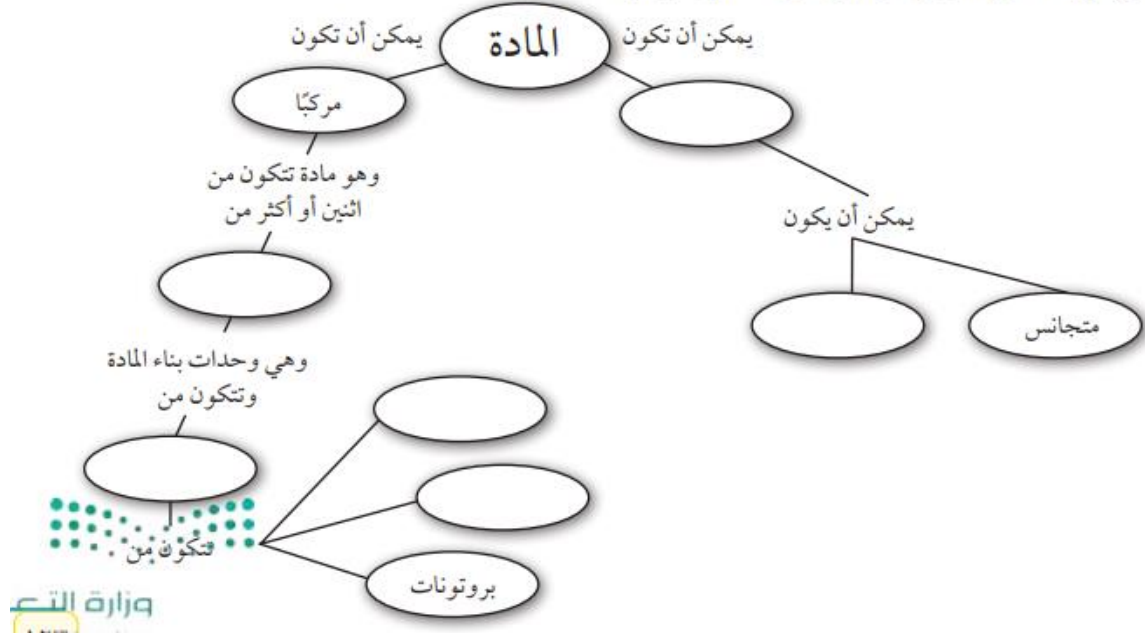 المادة
يمكن أن تكون
يمكن أن تكون
مركبًا
وهو مادة تتكون من
اثنين أو أكثر من
يمكن أن يكون
متجانس
وهي وحدات بناء المادة
وتتكون من
تتكون من
بروتونات
وزارة التعـ